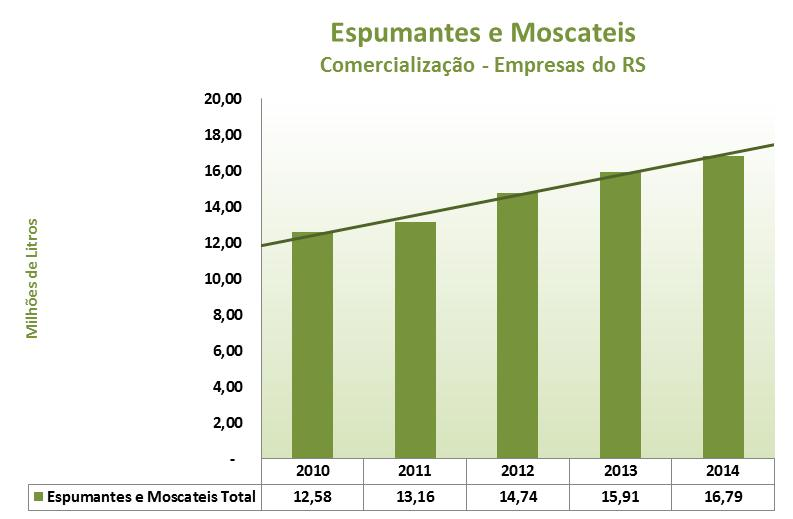 Espumantes e Moscateis
Comercialização - Empresas do RS
Milhões de Litros
20,00
18,00
16,00
14,00
12,00
10,00
8,00
6,00
4,00
2,00
-
2010 2011 2012 2013 2014
Espumantes e Moscateis Total 12,58 13,16 14,74 15,91 16,79